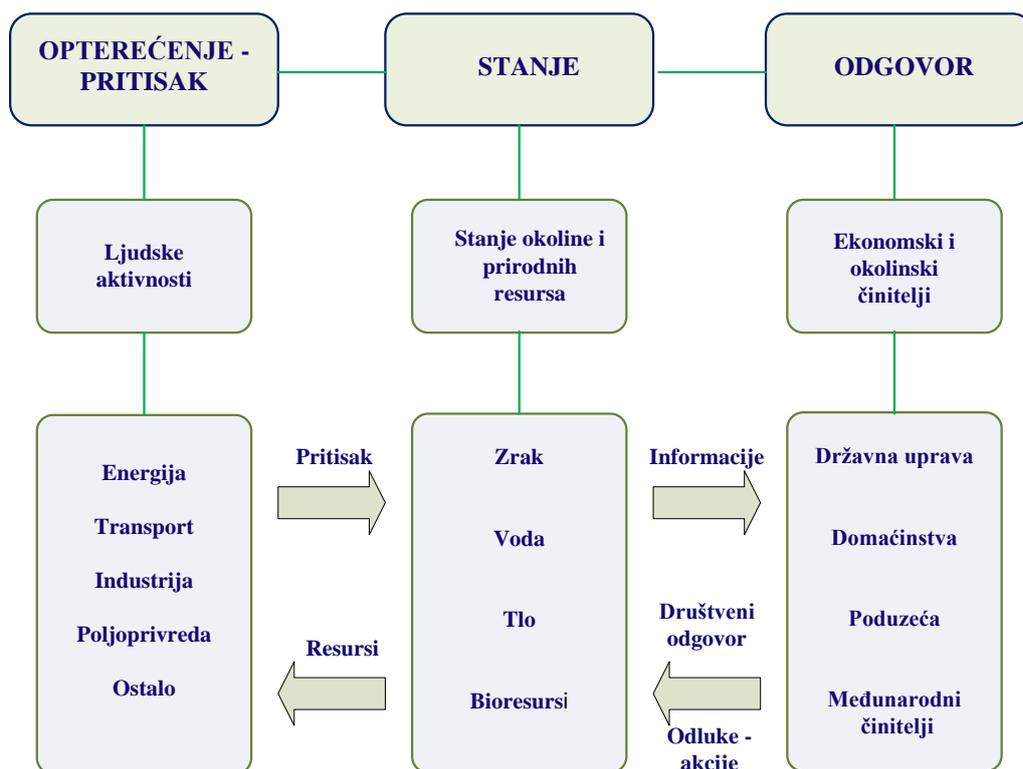 OPTEREĆENJE -
PRITISAK
STANJE
ODGOVOR
Ljudske
aktivnosti
Stanje okoline i
prirodnih
resursa
Ekonomski i
okolinski
činitelji
Energija
Transport
Industrija
Poljoprivreda
Ostalo
Pritisak
Resursi
Zrak
Voda
Tlo
Bioresursi
Informacije
Društveni
odgovor
Odluke -
akcije
Državna uprava
Domaćinstva
Poduzeća
Međunarodni
činitelji